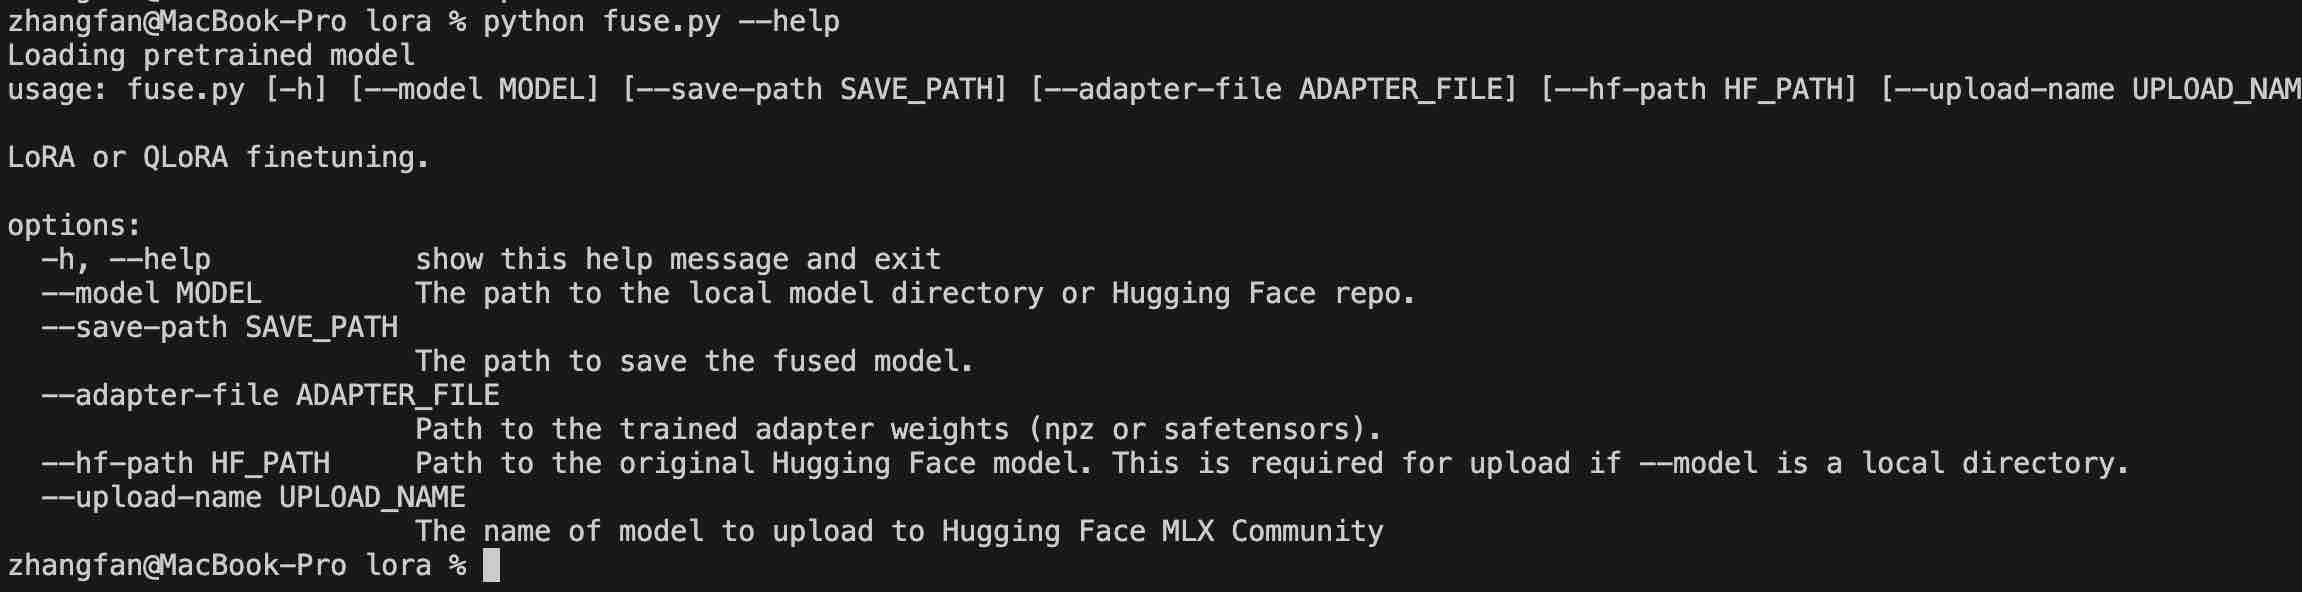 zhangfan@MacBook-Pro lora % python fuse.py --help
Loading pretrained model
usage: fuse.py [-h] [--model MODEL] [--save-path SAVE_PATH] [--adapter-file ADAPTER_FILE] [--hf-path HF_PATH] [--upload-name UPLOAD_NAM
LoRA or QLoRA finetuning.
options:
-h, --help show this help message and exit
--model MODEL The path to the local model directory or Hugging Face repo.
--save-path SAVE_PATH
The path to save the fused model.
--adapter-file ADAPTER_FILE
Path to the trained adapter weights (npz or safetensors).
--hf-path HF_PATH Path to the original Hugging Face model. This is required for upload if --model is a local directory.
--upload-name UPLOAD_NAME
The name of model to upload to Hugging Face MLX Community
zhangfan@MacBook-Pro lora %